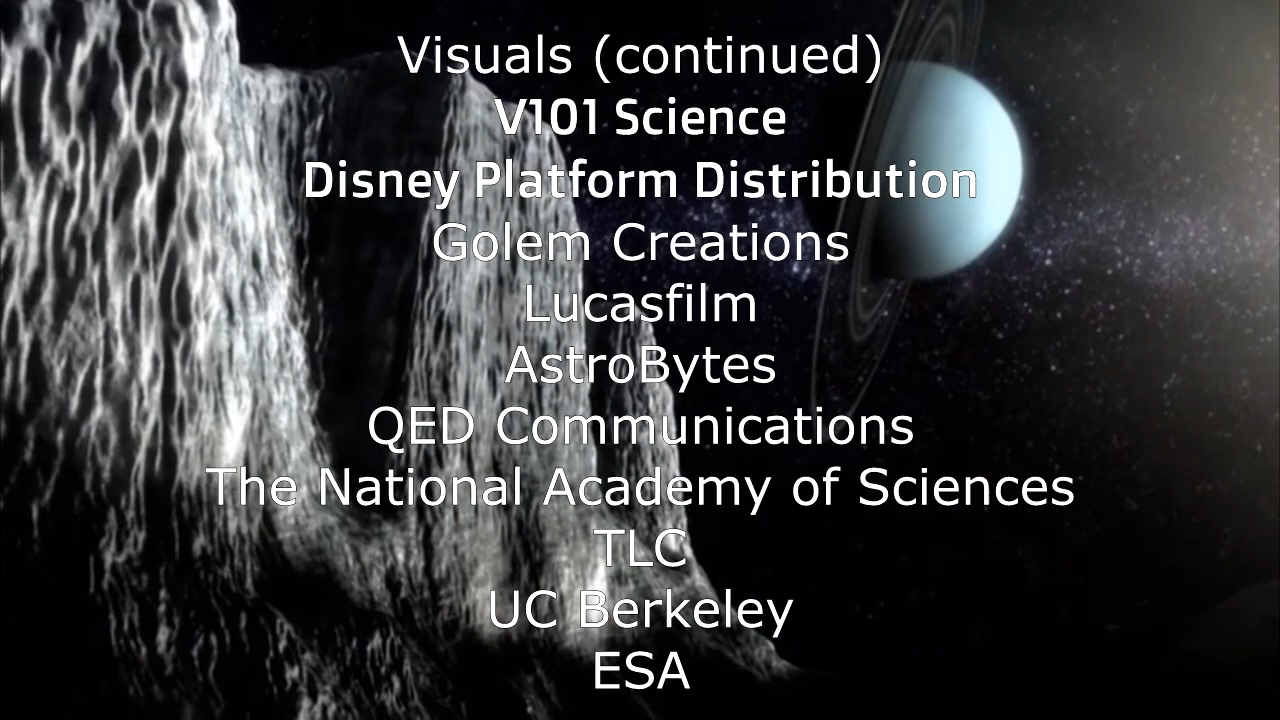 Visuals (continued)
V101 Science
Disney Platform Distribution
Golem Creations
Lucasfilm
AstroBytes
QED Communications
The National Academy of Sciences
TLC
UC Berkeley
ESA